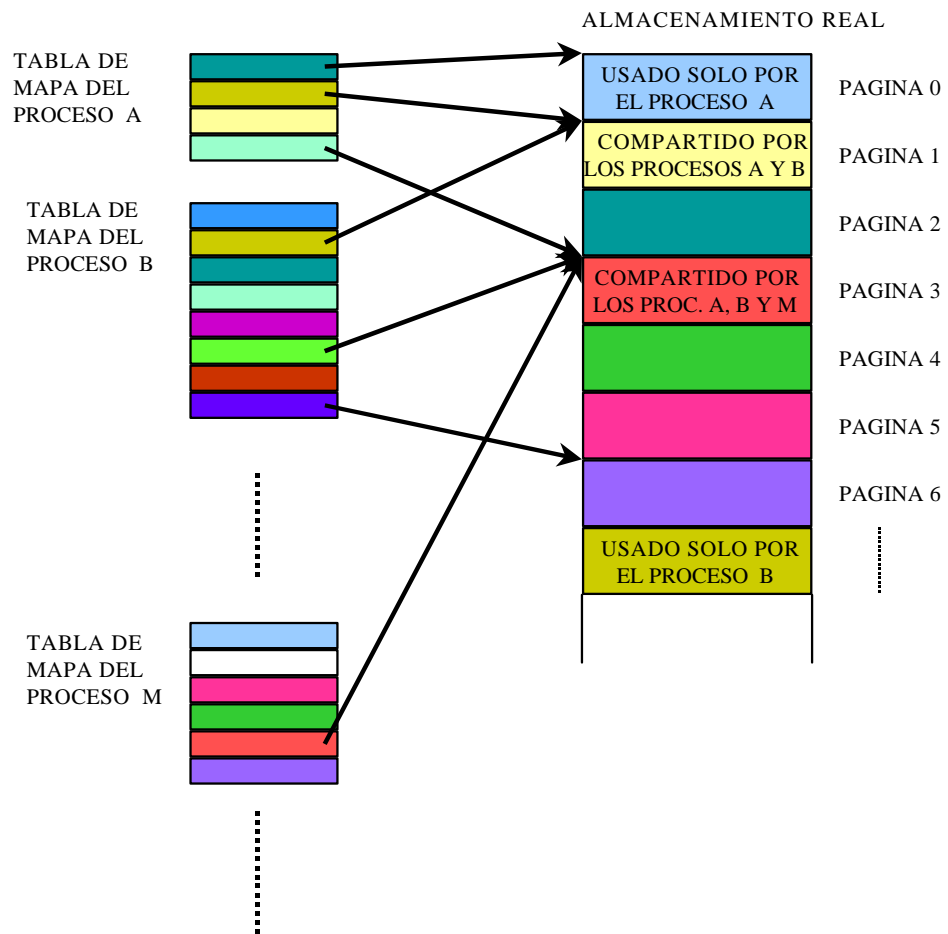 ALMACENAMIENTO REAL
TABLA DE
MAPA DEL
PROCESO A
USADO SOLO POR
EL PROCESO A
PAGINA 0
COMPARTIDO POR
LOS PROCESOS A Y B
PAGINA 1
TABLA DE
MAPA DEL
PROCESO B
PAGINA 2
COMPARTIDO POR
LOS PROC. A, B Y M
PAGINA 3
PAGINA 4
PAGINA 5
PAGINA 6
USADO SOLO POR
EL PROCESO B
TABLA DE
MAPA DEL
PROCESO M